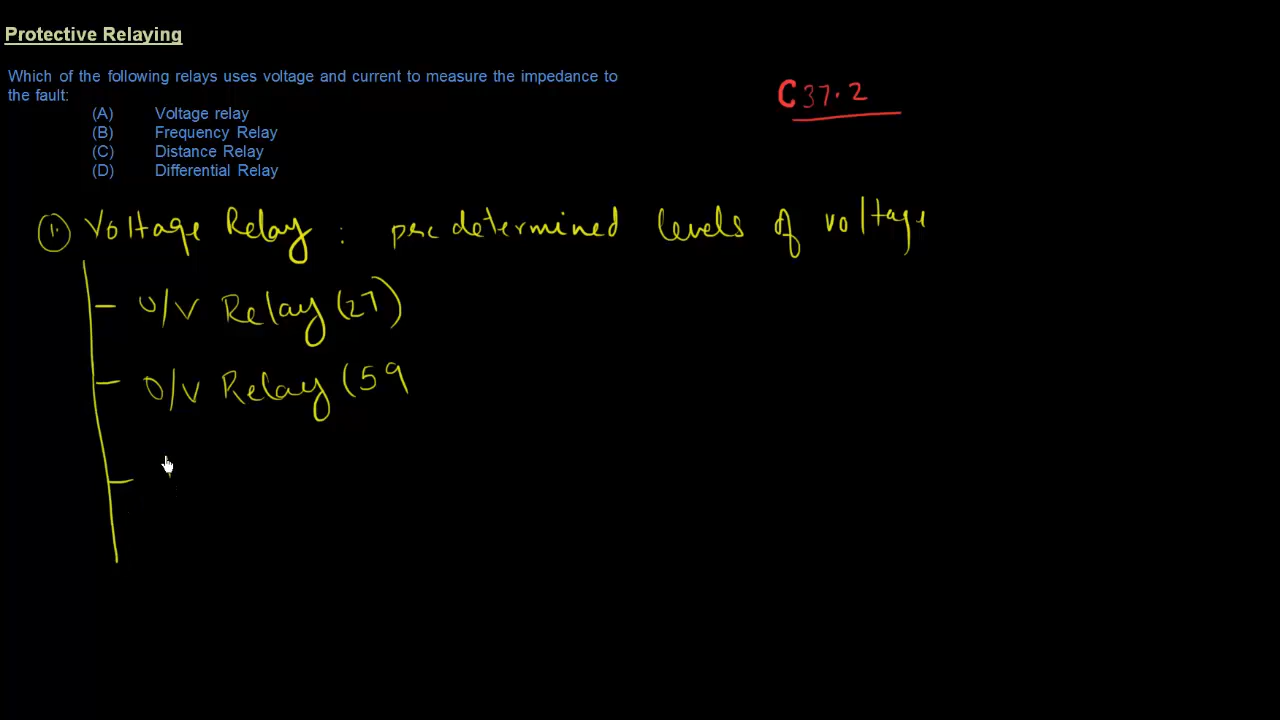 Protective Relaying
Which of the following relays uses voltage and current to measure the impedance to
the fault:
(A) Voltage relay
(B) Frequency Relay
(C) Distance Relay
(D) Differential Relay
C37.2
1. Voltage Relay : predetermined levels of voltage
U/V Relay (27)
O/V Relay (59